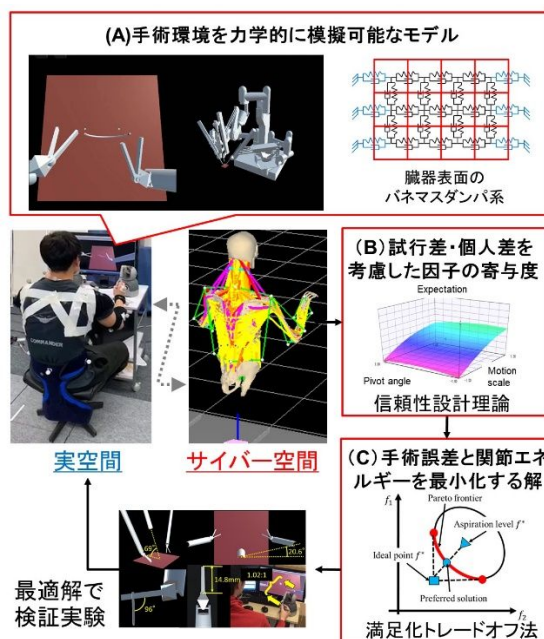 (A)手術環境を力学的に模擬可能なモデル
臓器表面の
バネマスダンパ系
(B)試行差・個人差を
考慮した因子の寄与度
Expectation
Pivot angle
Motion
scale
信頼性設計理論
実空間
サイバー空間
(C)手術誤差と関節エネ
ルギーを最小化する解
f₁
Pareto frontier
Aspiration level f*
Ideal point f*
Preferred solution
f₂
満足化トレードオフ法
最適解で
検証実験
69°
20.6°
96°
14.8mm
1.02:1